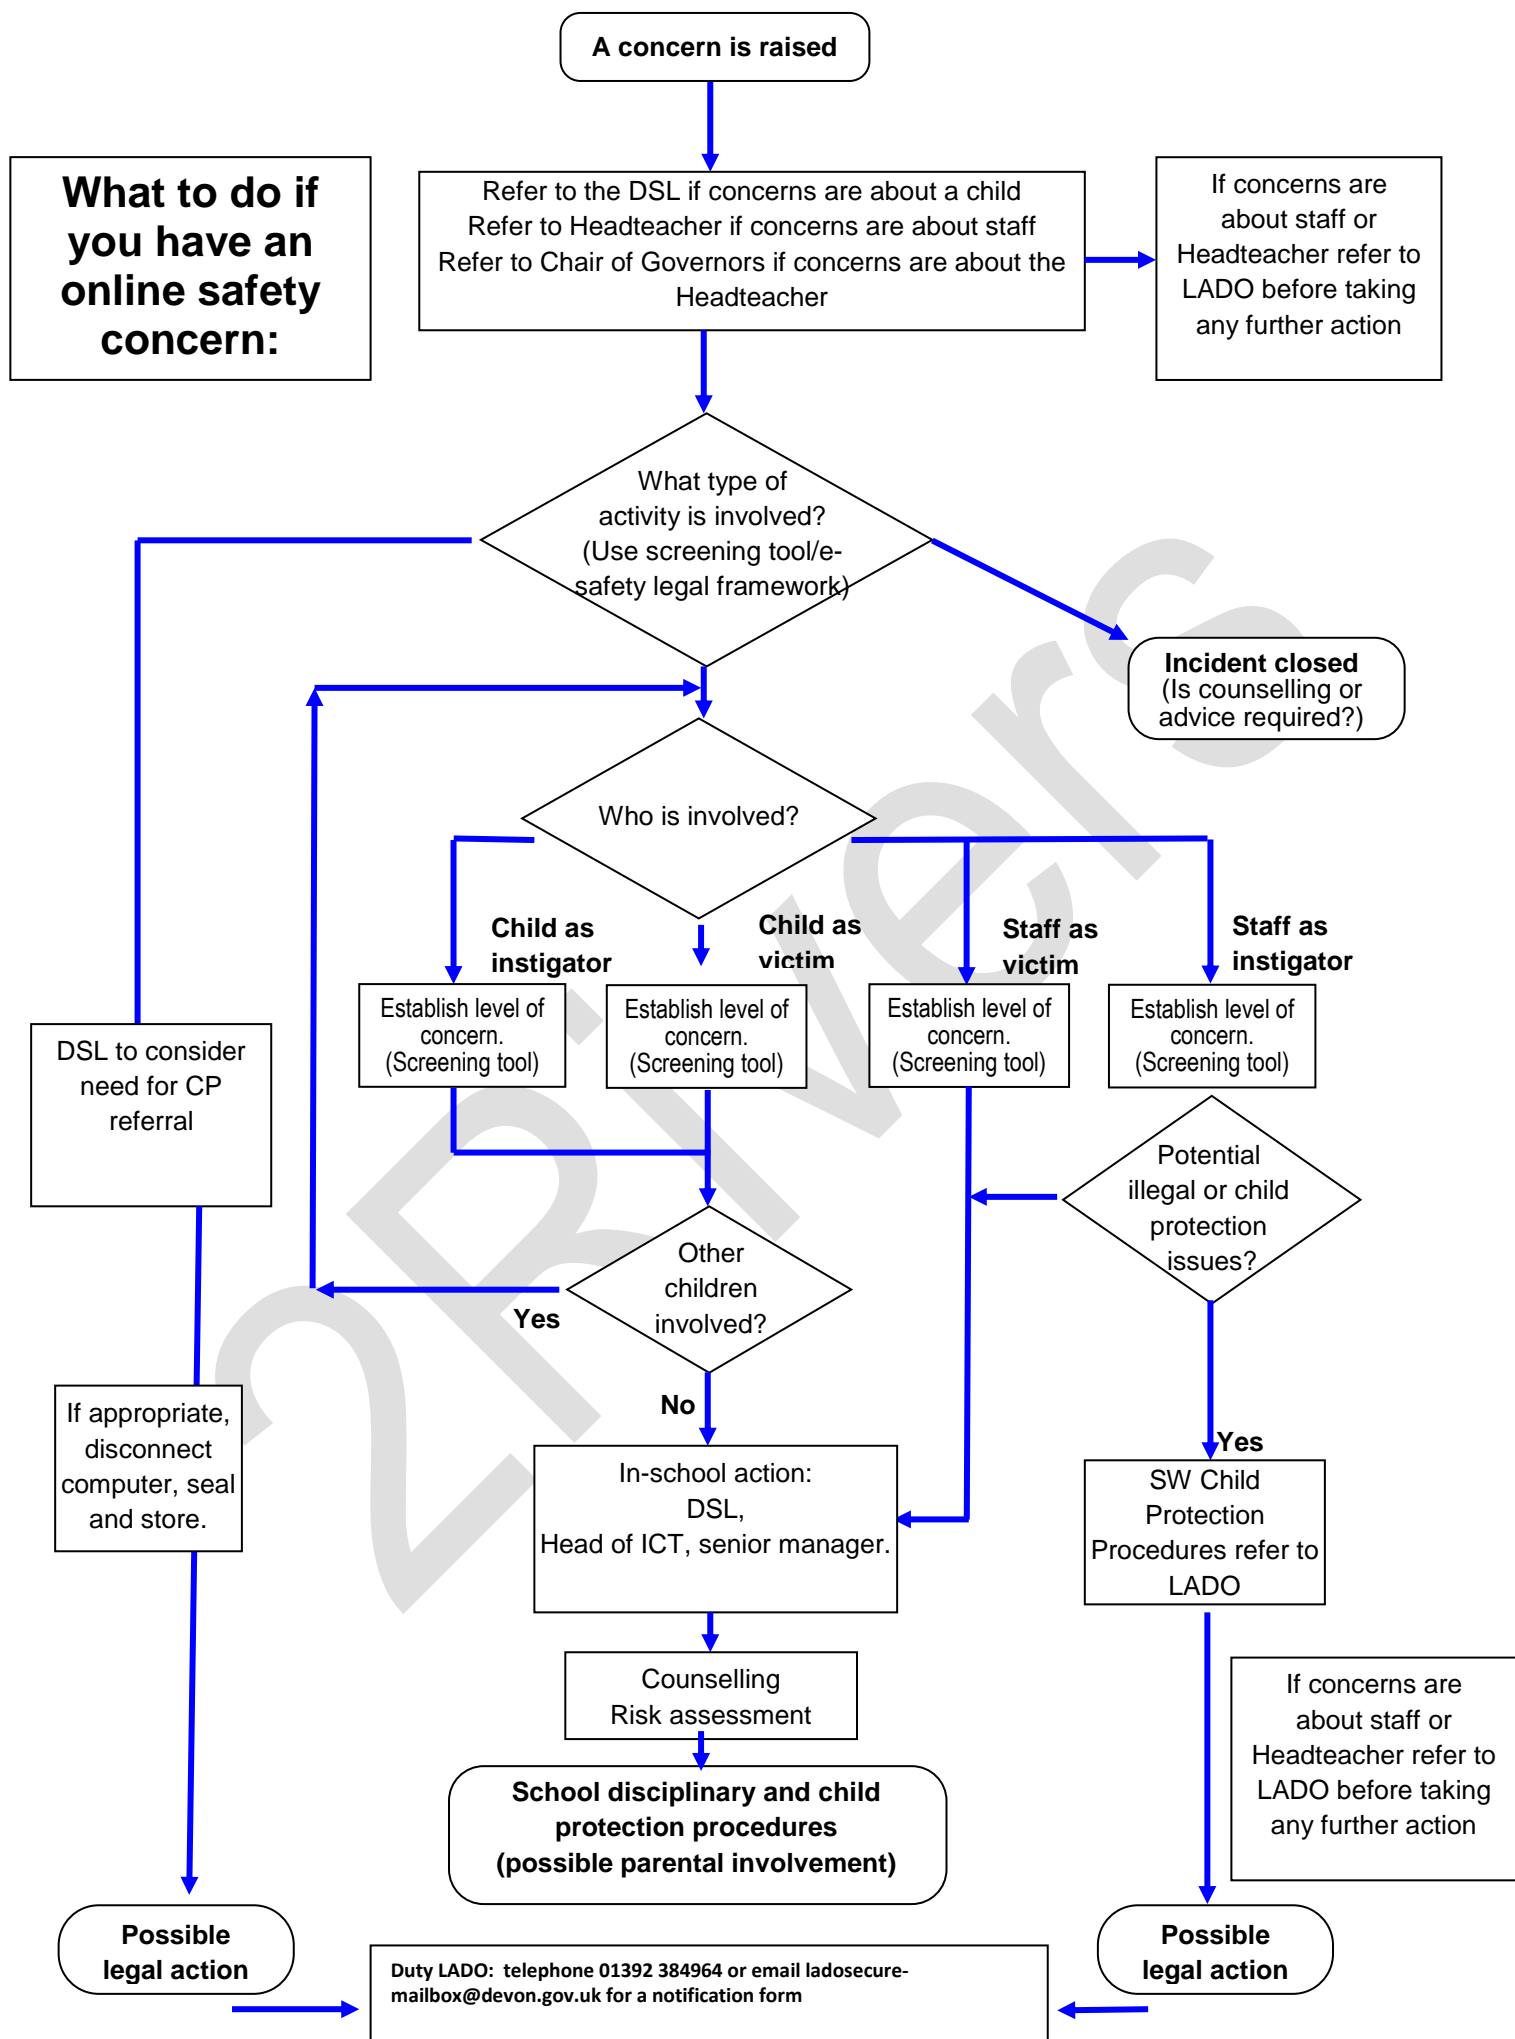 A concern is raised
What to do if
you have an
online safety
concern:
Refer to the DSL if concerns are about a child
Refer to Headteacher if concerns are about staff
Refer to Chair of Governors if concerns are about the
Headteacher
If concerns are
about staff or
Headteacher refer to
LADO before taking
any further action
What type of
activity is involved?
(Use screening tool/e-
safety legal framework)
Incident closed
(Is counselling or
advice required?)
Who is involved?
Child as
instigator
Child as
victim
Staff as
victim
Staff as
instigator
Establish level of
concern.
(Screening tool)
Establish level of
concern.
(Screening tool)
Establish level of
concern.
(Screening tool)
Establish level of
concern.
(Screening tool)
DSL to consider
need for CP
referral
Potential
illegal or child
protection
issues?
Other
children
involved?
Yes
No
If appropriate,
disconnect
computer, seal
and store.
In-school action:
DSL,
Head of ICT, senior manager.
Yes
SW Child
Protection
Procedures refer to
LADO
Counselling
Risk assessment
If concerns are
about staff or
Headteacher refer to
LADO before taking
any further action
School disciplinary and child
protection procedures
(possible parental involvement)
Possible
legal action
Possible
legal action
Duty LADO: telephone 01392 384964 or email ladosecure-
mailbox@devon.gov.uk for a notification form
2Rivers